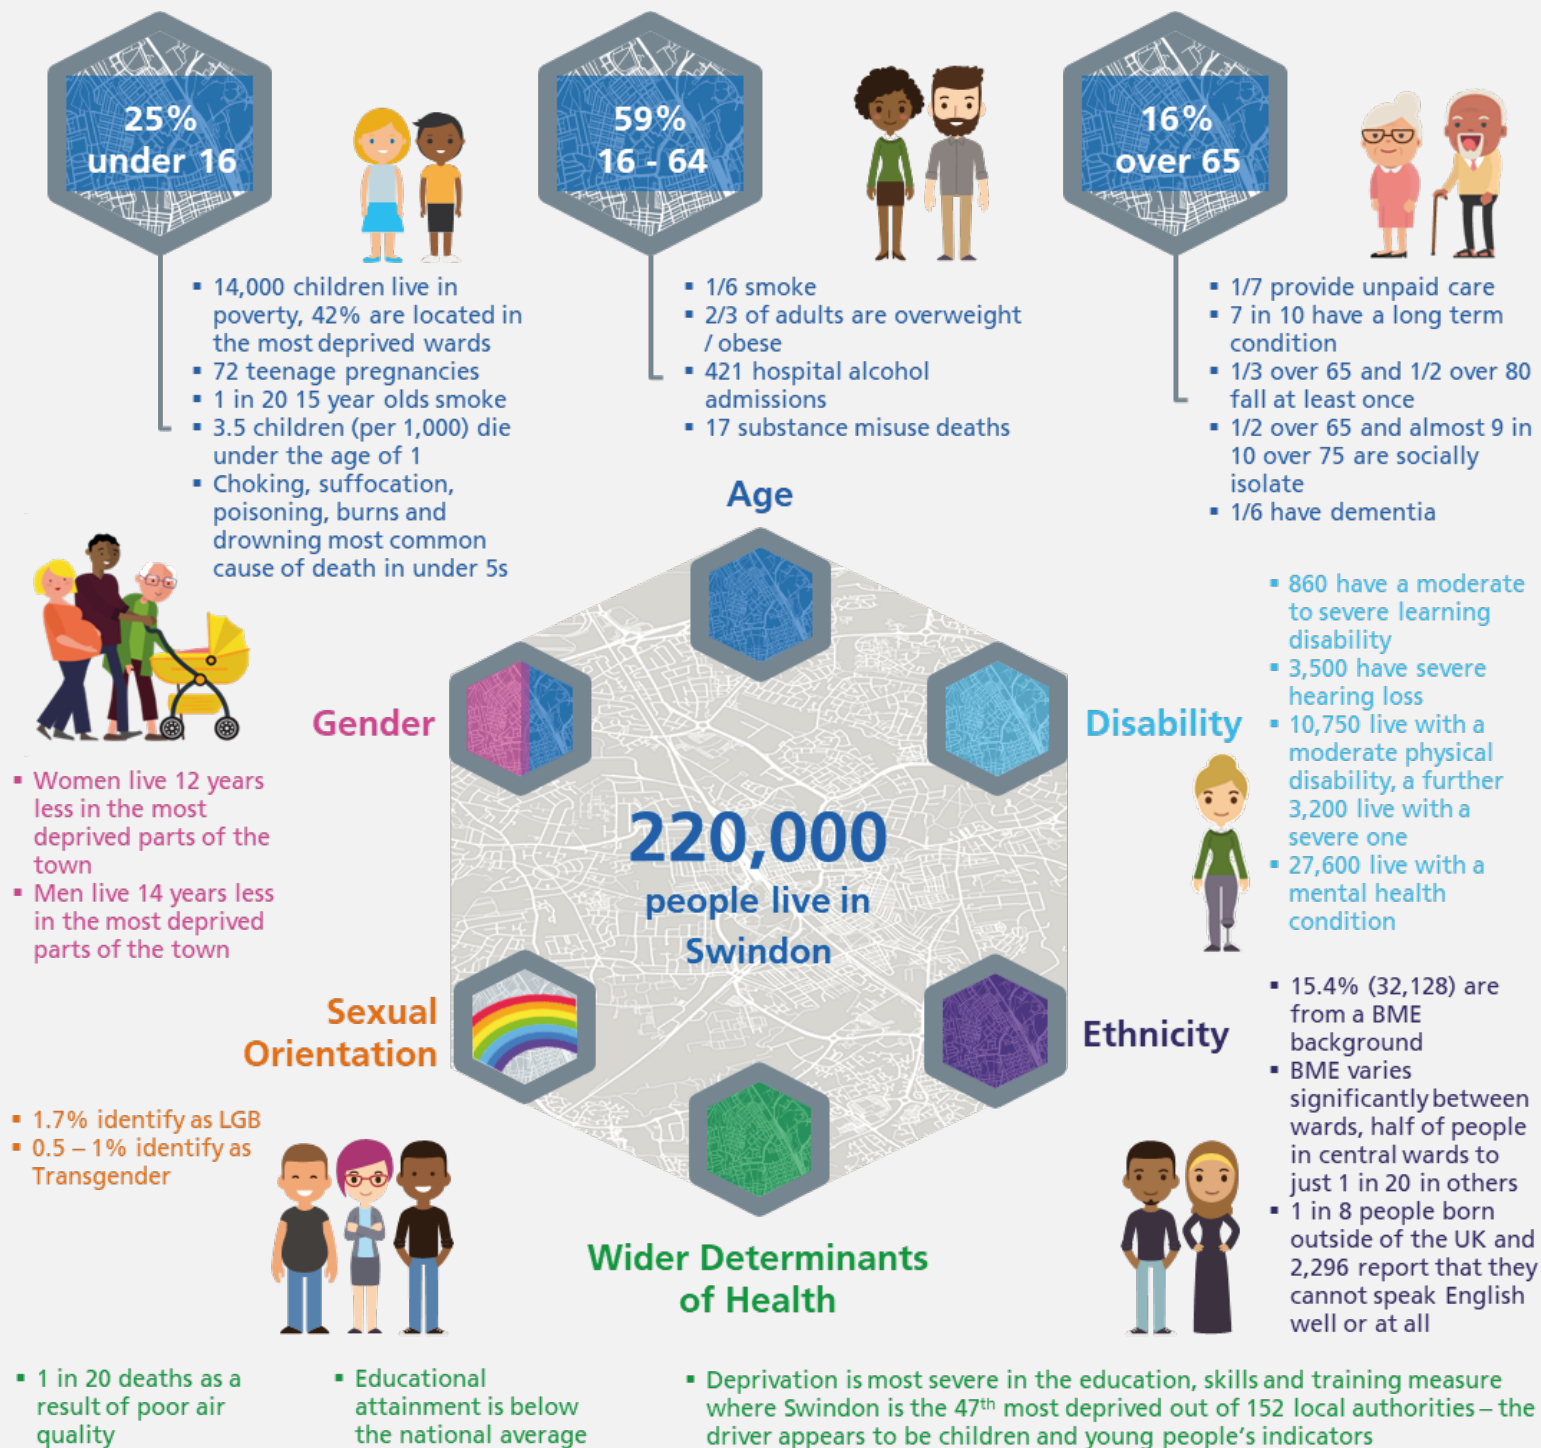 25%
under 16
59%
16 - 64
16%
over 65
▪ 14,000 children live in
poverty, 42% are located in
the most deprived wards
▪ 72 teenage pregnancies
▪ 1 in 20 15 year olds smoke
▪ 3.5 children (per 1,000) die
under the age of 1
▪ Choking, suffocation,
poisoning, burns and
drowning most common
cause of death in under 5s
▪ 1/6 smoke
▪ 2/3 of adults are overweight
/ obese
▪ 421 hospital alcohol
admissions
▪ 17 substance misuse deaths
▪ 1/7 provide unpaid care
▪ 7 in 10 have a long term
condition
▪ 1/3 over 65 and 1/2 over 80
fall at least once
▪ 1/2 over 65 and almost 9 in
10 over 75 are socially
isolate
▪ 1/6 have dementia
Age
Gender
▪ Women live 12 years
less in the most
deprived parts of the
town
▪ Men live 14 years less
in the most deprived
parts of the town
Disability
▪ 860 have a moderate
to severe learning
disability
▪ 3,500 have severe
hearing loss
▪ 10,750 live with a
moderate physical
disability, a further
3,200 live with a
severe one
▪ 27,600 live with a
mental health
condition
220,000
people live in
Swindon
Sexual
Orientation
▪ 1.7% identify as LGB
▪ 0.5 – 1% identify as
Transgender
Ethnicity
▪ 15.4% (32,128) are
from a BME
background
▪ BME varies
significantly between
wards, half of people
in central wards to
just 1 in 20 in others
▪ 1 in 8 people born
outside of the UK and
2,296 report that they
cannot speak English
well or at all
Wider Determinants
of Health
▪ 1 in 20 deaths as a
result of poor air
quality
▪ Educational
attainment is below
the national average
▪ Deprivation is most severe in the education, skills and training measure
where Swindon is the 47th most deprived out of 152 local authorities – the
driver appears to be children and young people's indicators